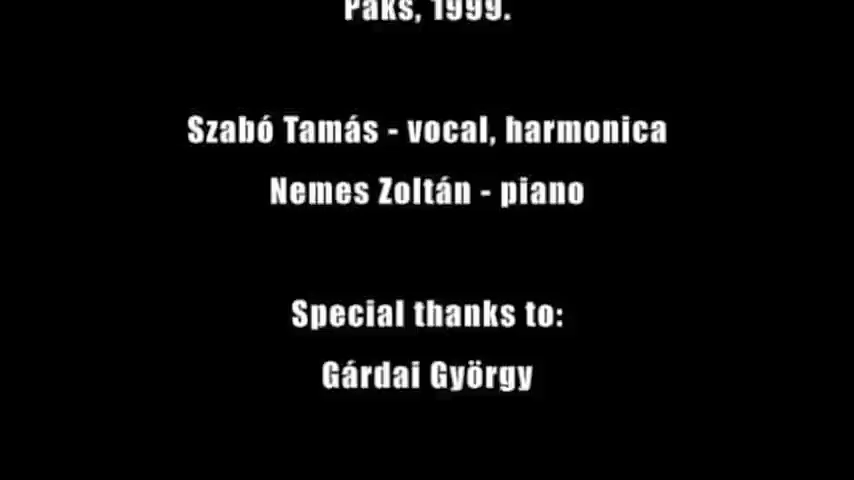 Paks, 1999.
Szabó Tamás - vocal, harmonica
Nemes Zoltán - piano
Special thanks to:
Gárdai György